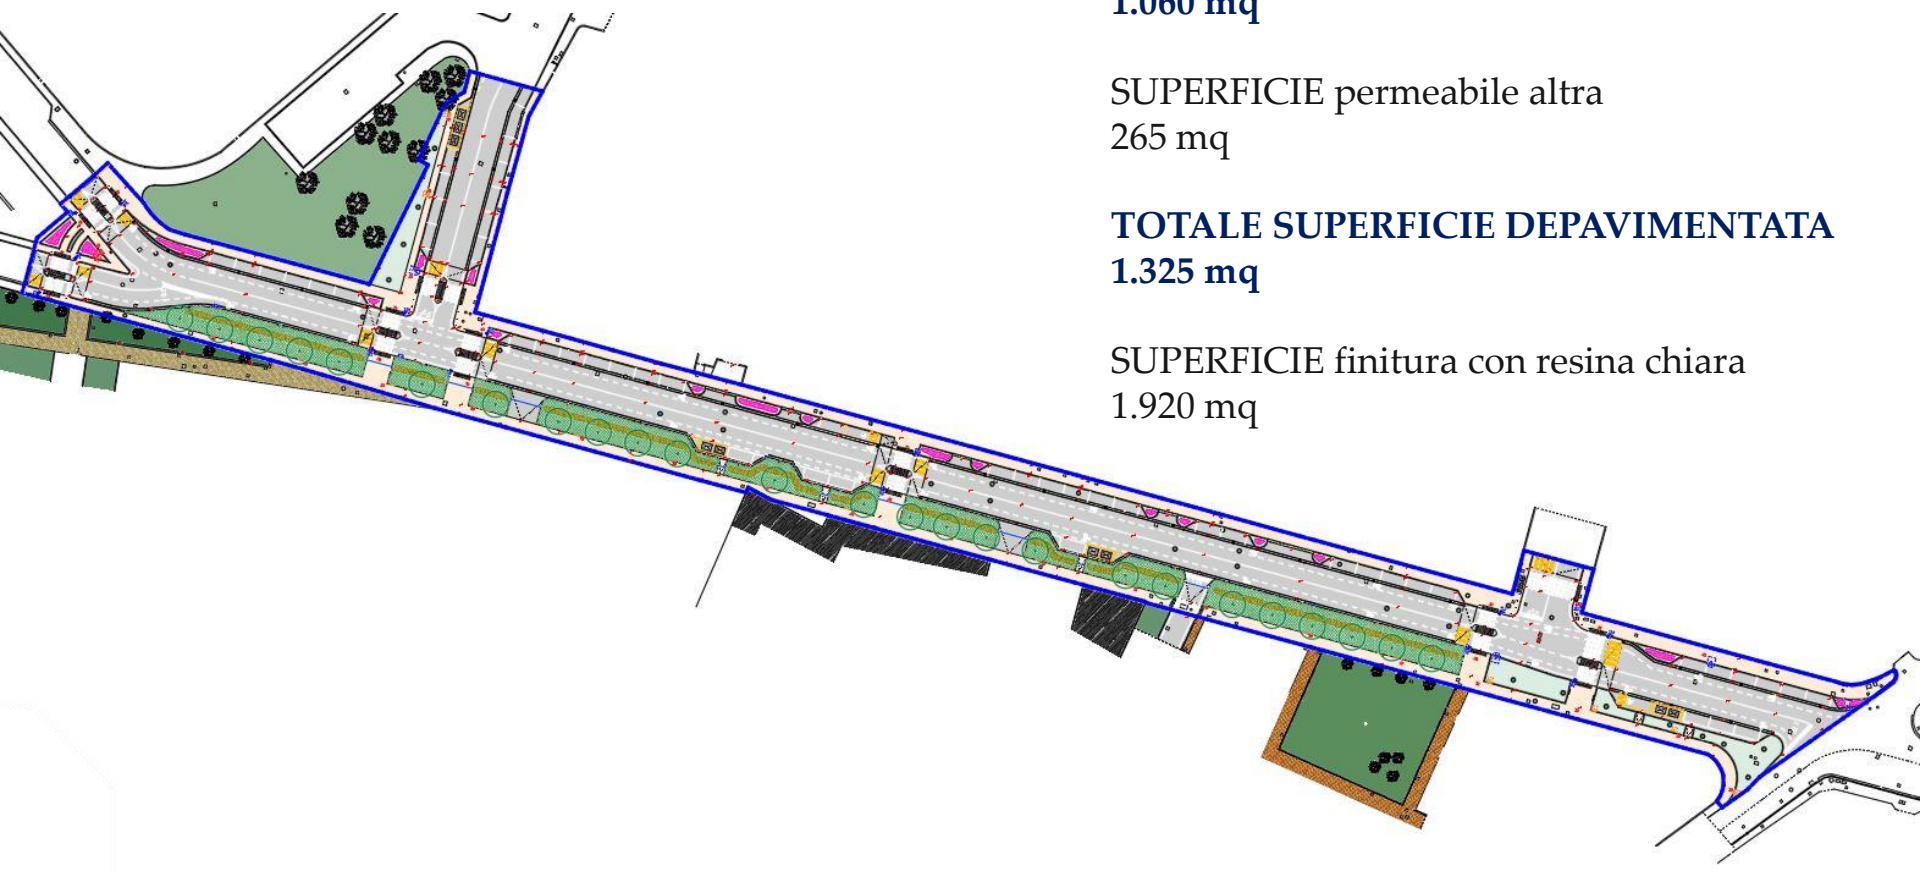 1.060 mq
SUPERFICIE permeabile altra
265 mq
TOTALE SUPERFICIE DEPAVIMENTATA
1.325 mq
SUPERFICIE finitura con resina chiara
1.920 mq